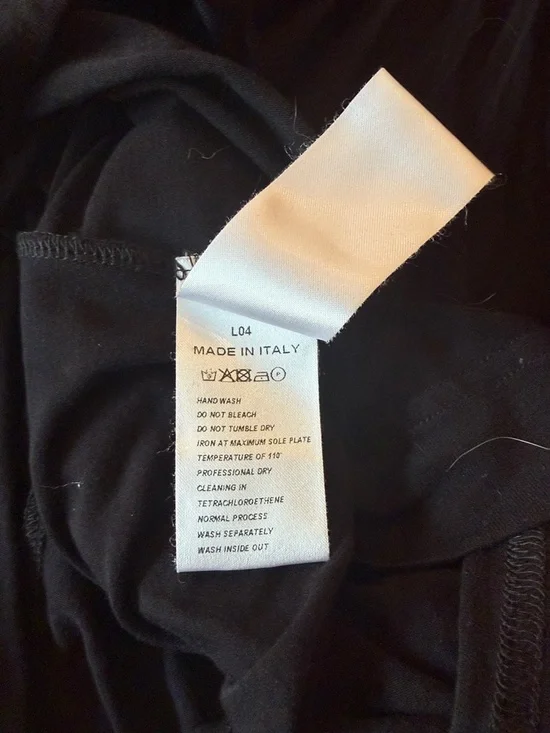 L04
MADE IN ITALY
HAND WASH
DO NOT BLEACH
DO NOT TUMBLE DRY
IRON AT MAXIMUM SOLE PLATE
TEMPERATURE OF 110°
PROFESSIONAL DRY
CLEANING IN
TETRACHLOROETHENE
NORMAL PROCESS
WASH SEPARATELY
WASH INSIDE OUT